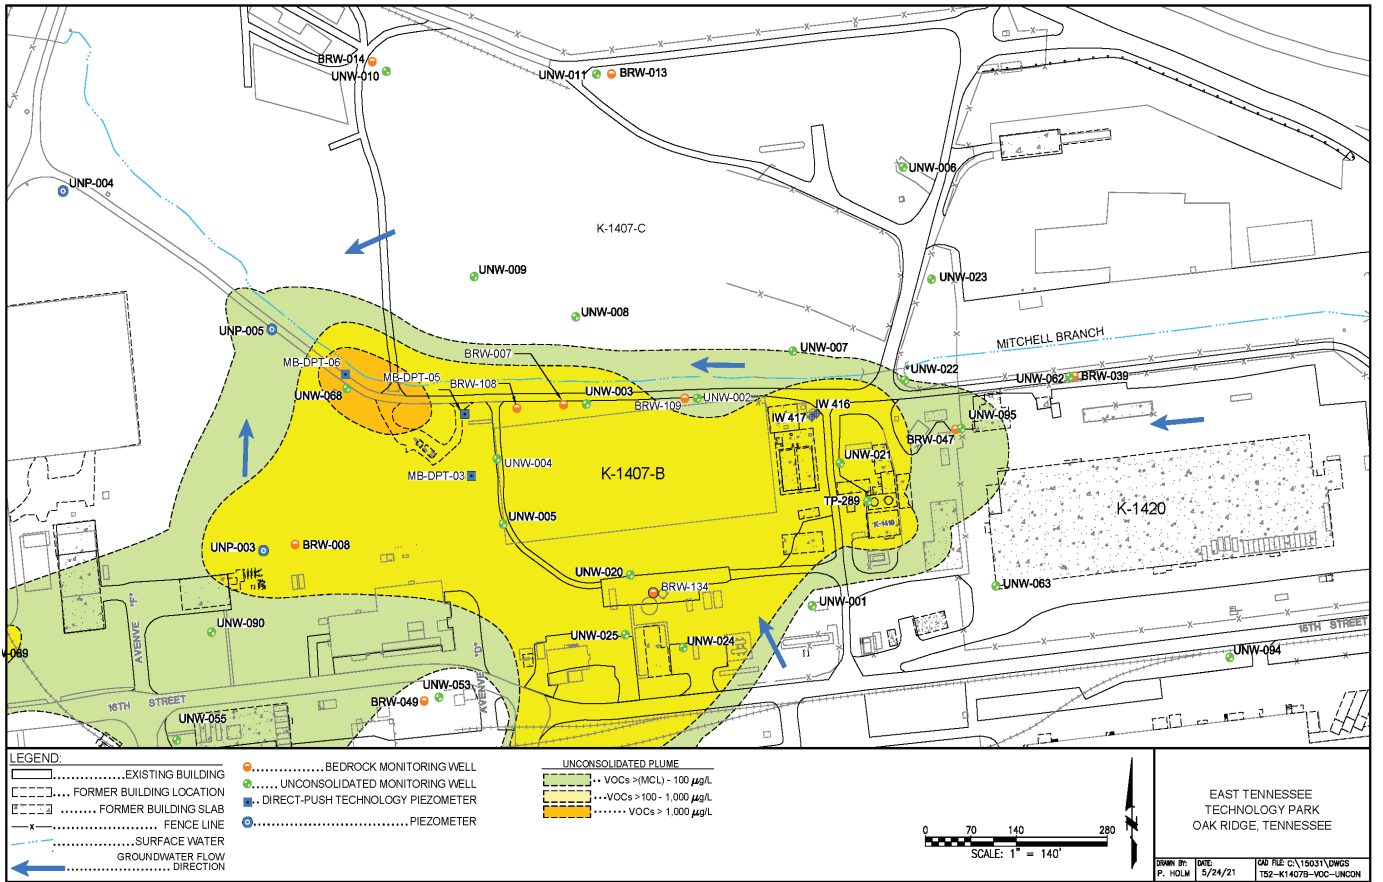 BRW-014
UNW-010
UNW-011
BRW-013
UNW-006
UNP-004
K-1407-C
UNW-009
UNW-023
UNW-008
UNP-005
MITCHELL BRANCH
UNW-007
BRW-007
MB-DPT-06
MB-DPT-05
UNW-022
UNW-062
BRW-039
BRW-108
UNW-068
UNW-003
BRW-109
UNW-002
IW 416
IW 417
UNW-095
BRW-047
UNW-004
UNW-021
MB-DPT-03
K-1407-B
TP-289
K-1420
UNW-005
K-1410
UNP-003
BRW-008
UNW-020
BRW-134
UNW-063
UNW-001
UNW-090
UNW-025
UNW-024
AVENVE "F"
AVENVE "D"
15TH STREET
UNW-094
W-089
UNW-053
BRW-049
16TH STREET
UNW-055
LEGEND:
EXISTING BUILDING
FORMER BUILDING LOCATION
FORMER BUILDING SLAB
FENCE LINE
SURFACE WATER
GROUNDWATER FLOW
DIRECTION
BEDROCK MONITORING WELL
UNCONSOLIDATED MONITORING WELL
DIRECT-PUSH TECHNOLOGY PIEZOMETER
PIEZOMETER
UNCONSOLIDATED PLUME
VOCs >(MCL) - 100 µg/L
VOCs >100 - 1,000 µg/L
VOCs > 1,000 µg/L
0 70 140 280
SCALE: 1" = 140'
N
EAST TENNESSEE
TECHNOLOGY PARK
OAK RIDGE, TENNESSEE
DRAWN BY:
P. HOLM
DATE:
5/24/21
CAD FILE: C:\15031\DWGS
T52-K1407B-VOC-UNCON